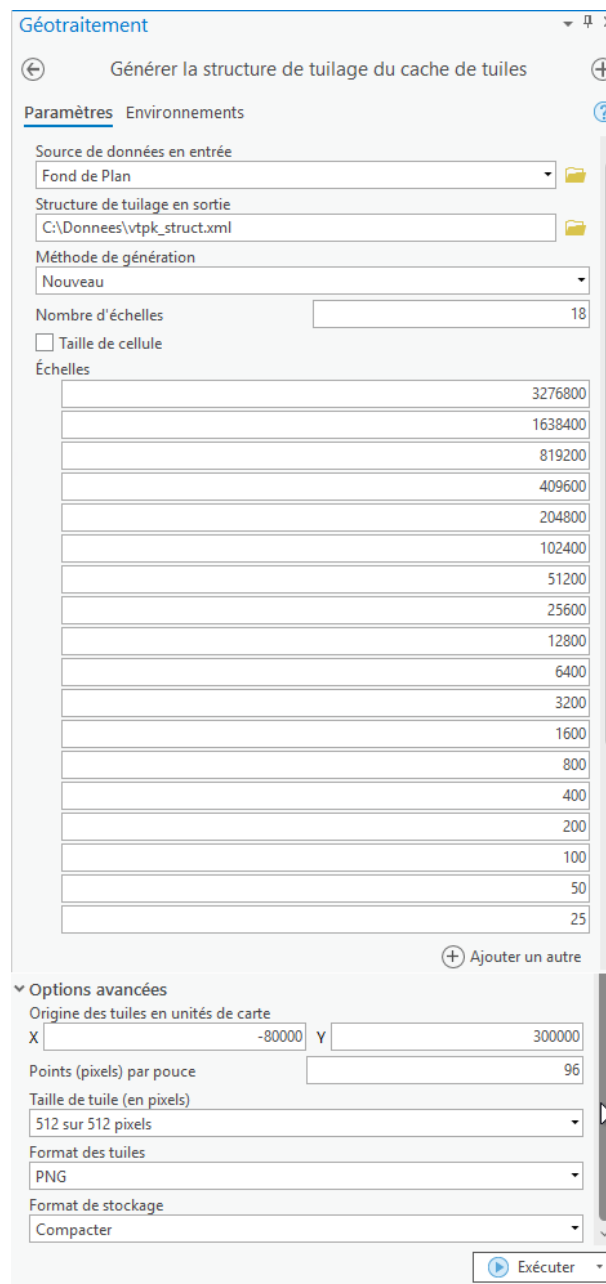 Géotraitement
Générer la structure de tuilage du cache de tuiles
Paramètres Environnements
Source de données en entrée
Fond de Plan
Structure de tuilage en sortie
C:\Donnees\vtpk_struct.xml
Méthode de génération
Nouveau
Nombre d'échelles 18
Taille de cellule
Échelles
3276800
1638400
819200
409600
204800
102400
51200
25600
12800
6400
3200
1600
800
400
200
100
50
25
Ajouter un autre
Options avancées
Origine des tuiles en unités de carte
X -80000 Y 300000
Points (pixels) par pouce 96
Taille de tuile (en pixels)
512 sur 512 pixels
Format des tuiles
PNG
Format de stockage
Compacter
Exécuter